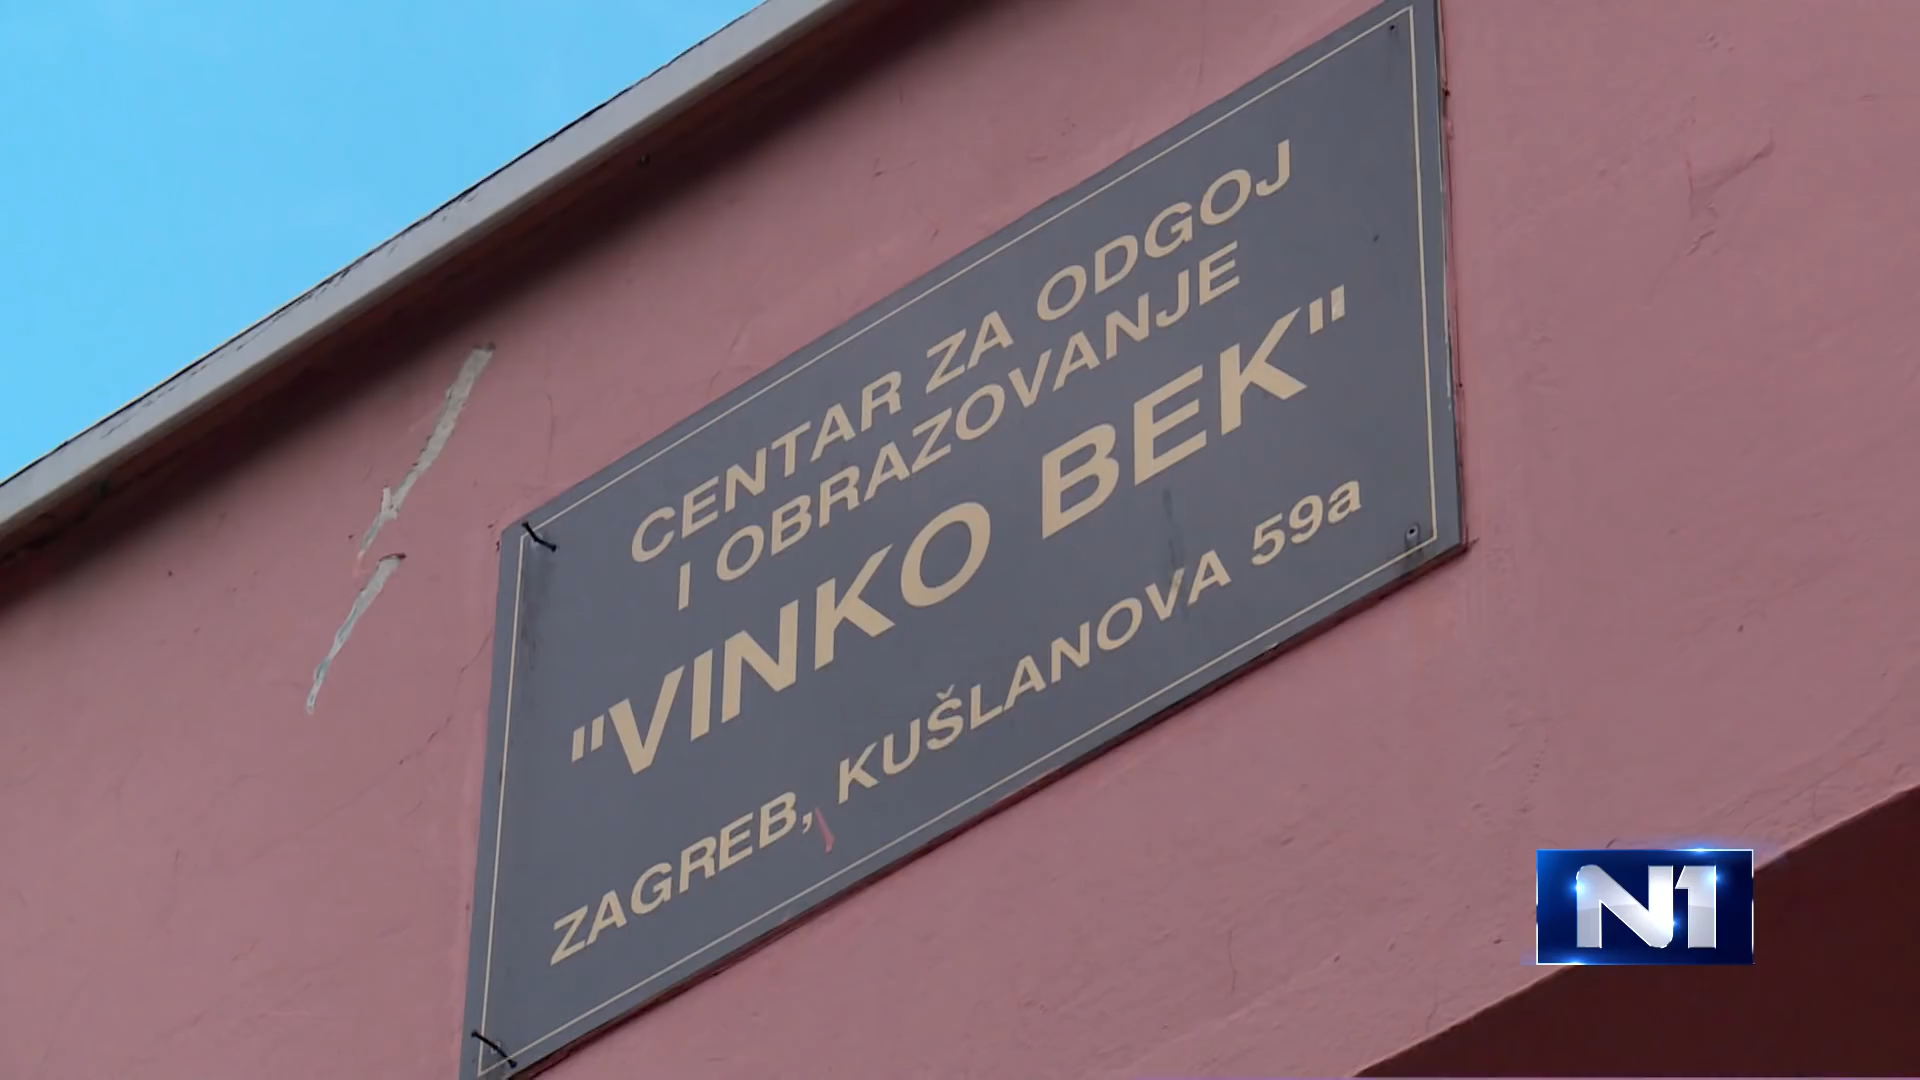 CENTAR ZA ODGOJ
I OBRAZOVANJE
"VINKO BEK"
ZAGREB, KUŠLANOVA 59a
N1